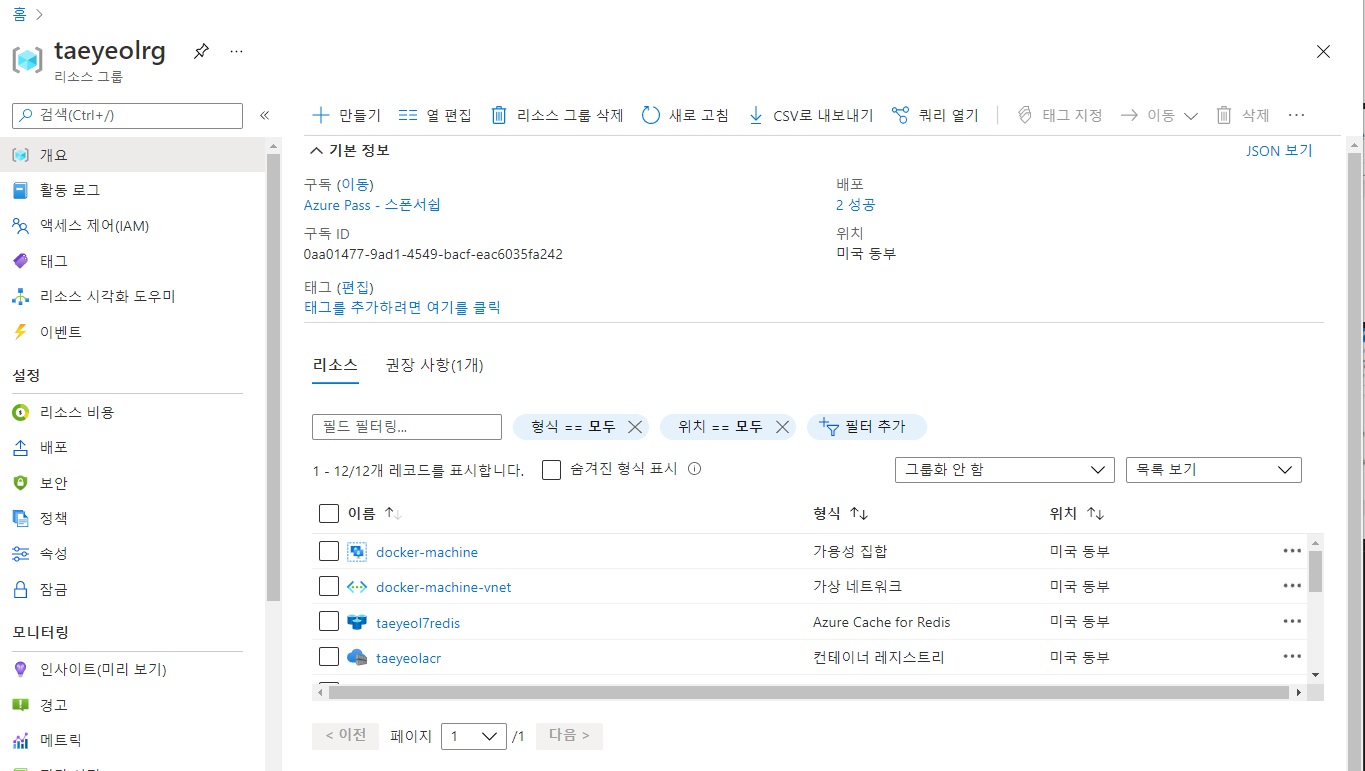 홈
taeyeolrg
리소스 그룹
검색(Ctrl+/)
만들기 열 편집 리소스 그룹 삭제 새로 고침 CSV로 내보내기 쿼리 열기 태그 지정 이동 삭제
개요
활동 로그
액세스 제어(IAM)
태그
리소스 시각화 도우미
이벤트
설정
리소스 비용
배포
보안
정책
속성
잠금
모니터링
인사이트(미리 보기)
경고
메트릭
기본 정보
JSON 보기
구독 (이동)
Azure Pass - 스폰서쉽
구독 ID
0aa01477-9ad1-4549-bacf-eac6035fa242
태그 (편집)
태그를 추가하려면 여기를 클릭
배포
2 성공
위치
미국 동부
리소스 권장 사항(1개)
필드 필터링... 형식 == 모두 위치 == 모두 필터 추가
1 - 12/12개 레코드를 표시합니다. 숨겨진 형식 표시 그룹화 안 함 목록 보기
이름 형식 위치
docker-machine 가용성 집합 미국 동부
docker-machine-vnet 가상 네트워크 미국 동부
taeyeol7redis Azure Cache for Redis 미국 동부
taeyeolacr 컨테이너 레지스트리 미국 동부
< 이전 페이지 1 /1 다음 >